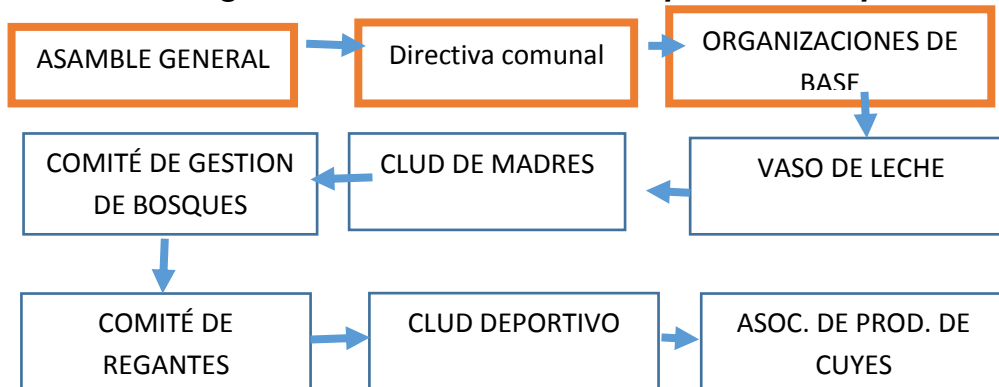 ASAMBLE GENERAL
Directiva comunal
ORGANIZACIONES DE
BASE
COMITÉ DE GESTION
DE BOSQUES
CLUD DE MADRES
VASO DE LECHE
COMITÉ DE
REGANTES
CLUD DEPORTIVO
ASOC. DE PROD. DE
CUYES